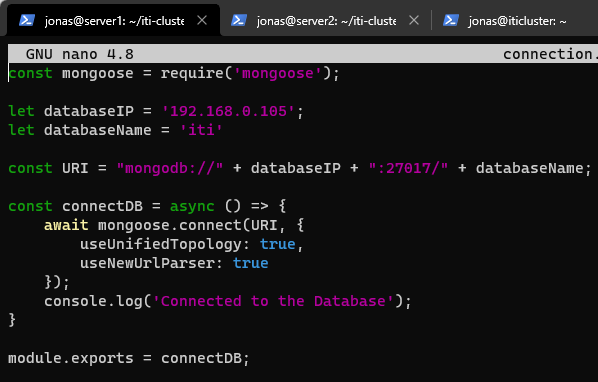 jonas@server1: ~/iti-cluste
jonas@server2: ~/iti-cluste
jonas@iticluster: ~
GNU nano 4.8 connection.
const mongoose = require('mongoose');
let databaseIP = '192.168.0.105';
let databaseName = 'iti'
const URI = "mongodb://" + databaseIP + ":27017/" + databaseName;
const connectDB = async () => {
    await mongoose.connect(URI, {
        useUnifiedTopology: true,
        useNewUrlParser: true
    });
    console.log('Connected to the Database');
}
module.exports = connectDB;